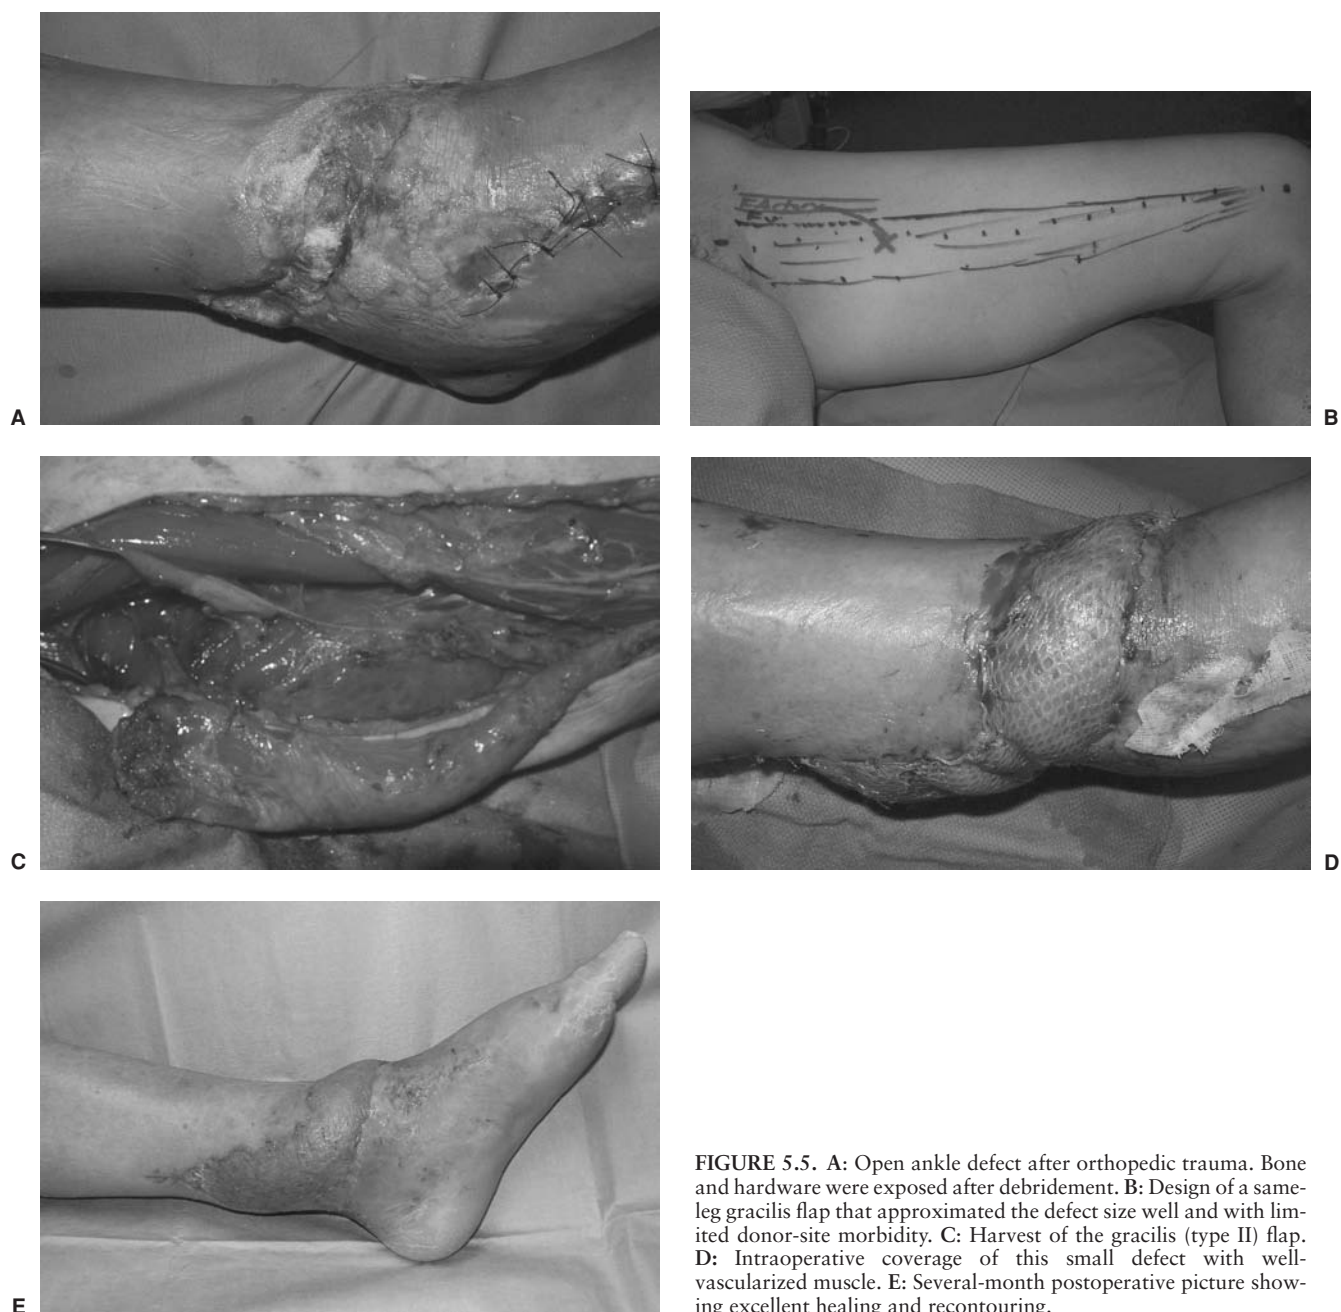 A
B
C
D
E
FIGURE 5.5. A: Open ankle defect after orthopedic trauma. Bone
and hardware were exposed after debridement. B: Design of a same-
leg gracilis flap that approximated the defect size well and with lim-
ited donor-site morbidity. C: Harvest of the gracilis (type II) flap.
D: Intraoperative coverage of this small defect with well-
vascularized muscle. E: Several-month postoperative picture show-
ing excellent healing and recontouring.